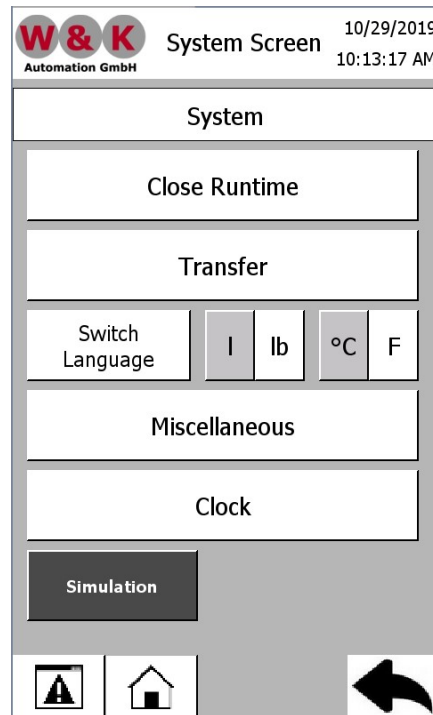 W & K
Automation GmbH
System Screen
10/29/2019
10:13:17 AM
System
Close Runtime
Transfer
Switch
Language
l
lb
°C
F
Miscellaneous
Clock
Simulation